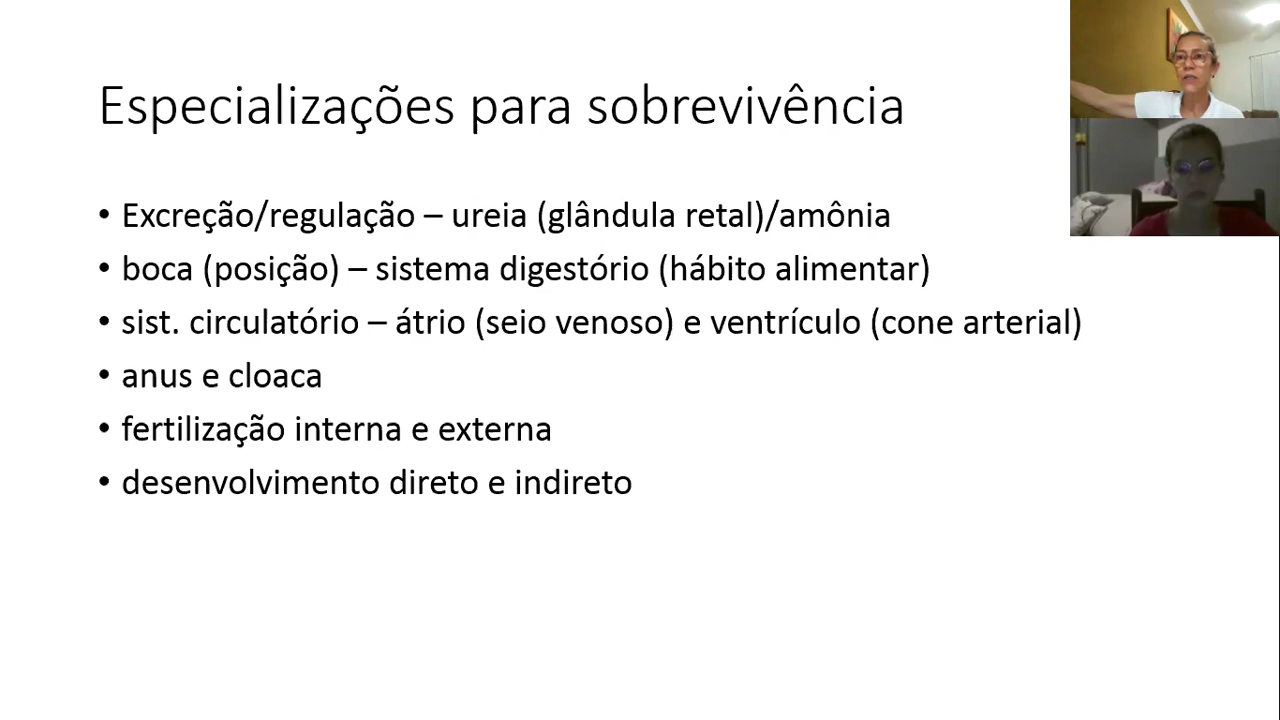 Especializações para sobrevivência
• Excreção/regulação – ureia (glândula retal)/amônia
• boca (posição) – sistema digestório (hábito alimentar)
• sist. circulatório – átrio (seio venoso) e ventrículo (cone arterial)
• anus e cloaca
• fertilização interna e externa
• desenvolvimento direto e indireto